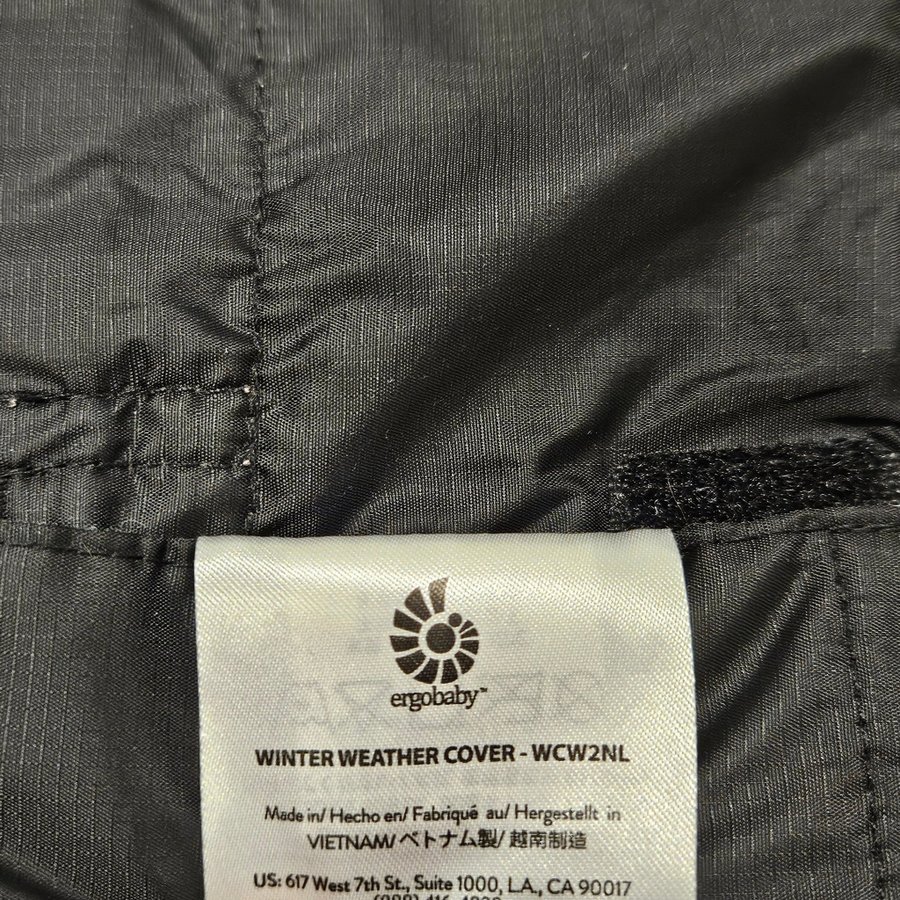 ergobaby™
WINTER WEATHER COVER - WCW2NL
Made in/ Hecho en/ Fabriqué au/ Hergestellt in
VIETNAM/ベトナム製/ 越南制造
US: 617 West 7th St., Suite 1000, L.A., CA 90017